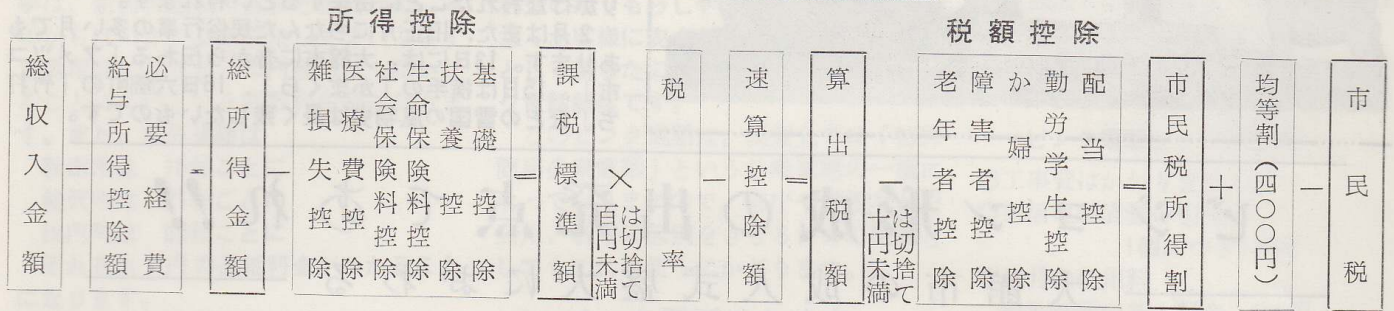 所得控除
税額控除
総収入金額
－
必要経費
給与所得控除額
＝
総所得金額
－
雑損失控除
医療費控除
社会保険料控除
生命保険料控除
扶養控除
基礎控除
＝
課税標準額
×
百円未満
は切捨て
税率
－
速算控除額
＝
算出税額
－
十円未満
は切捨て
老年者控除
障害者控除
か婦控除
勤労学生控除
配当控除
＝
市民税所得割
＋
均等割(四〇〇円)
－
市民税